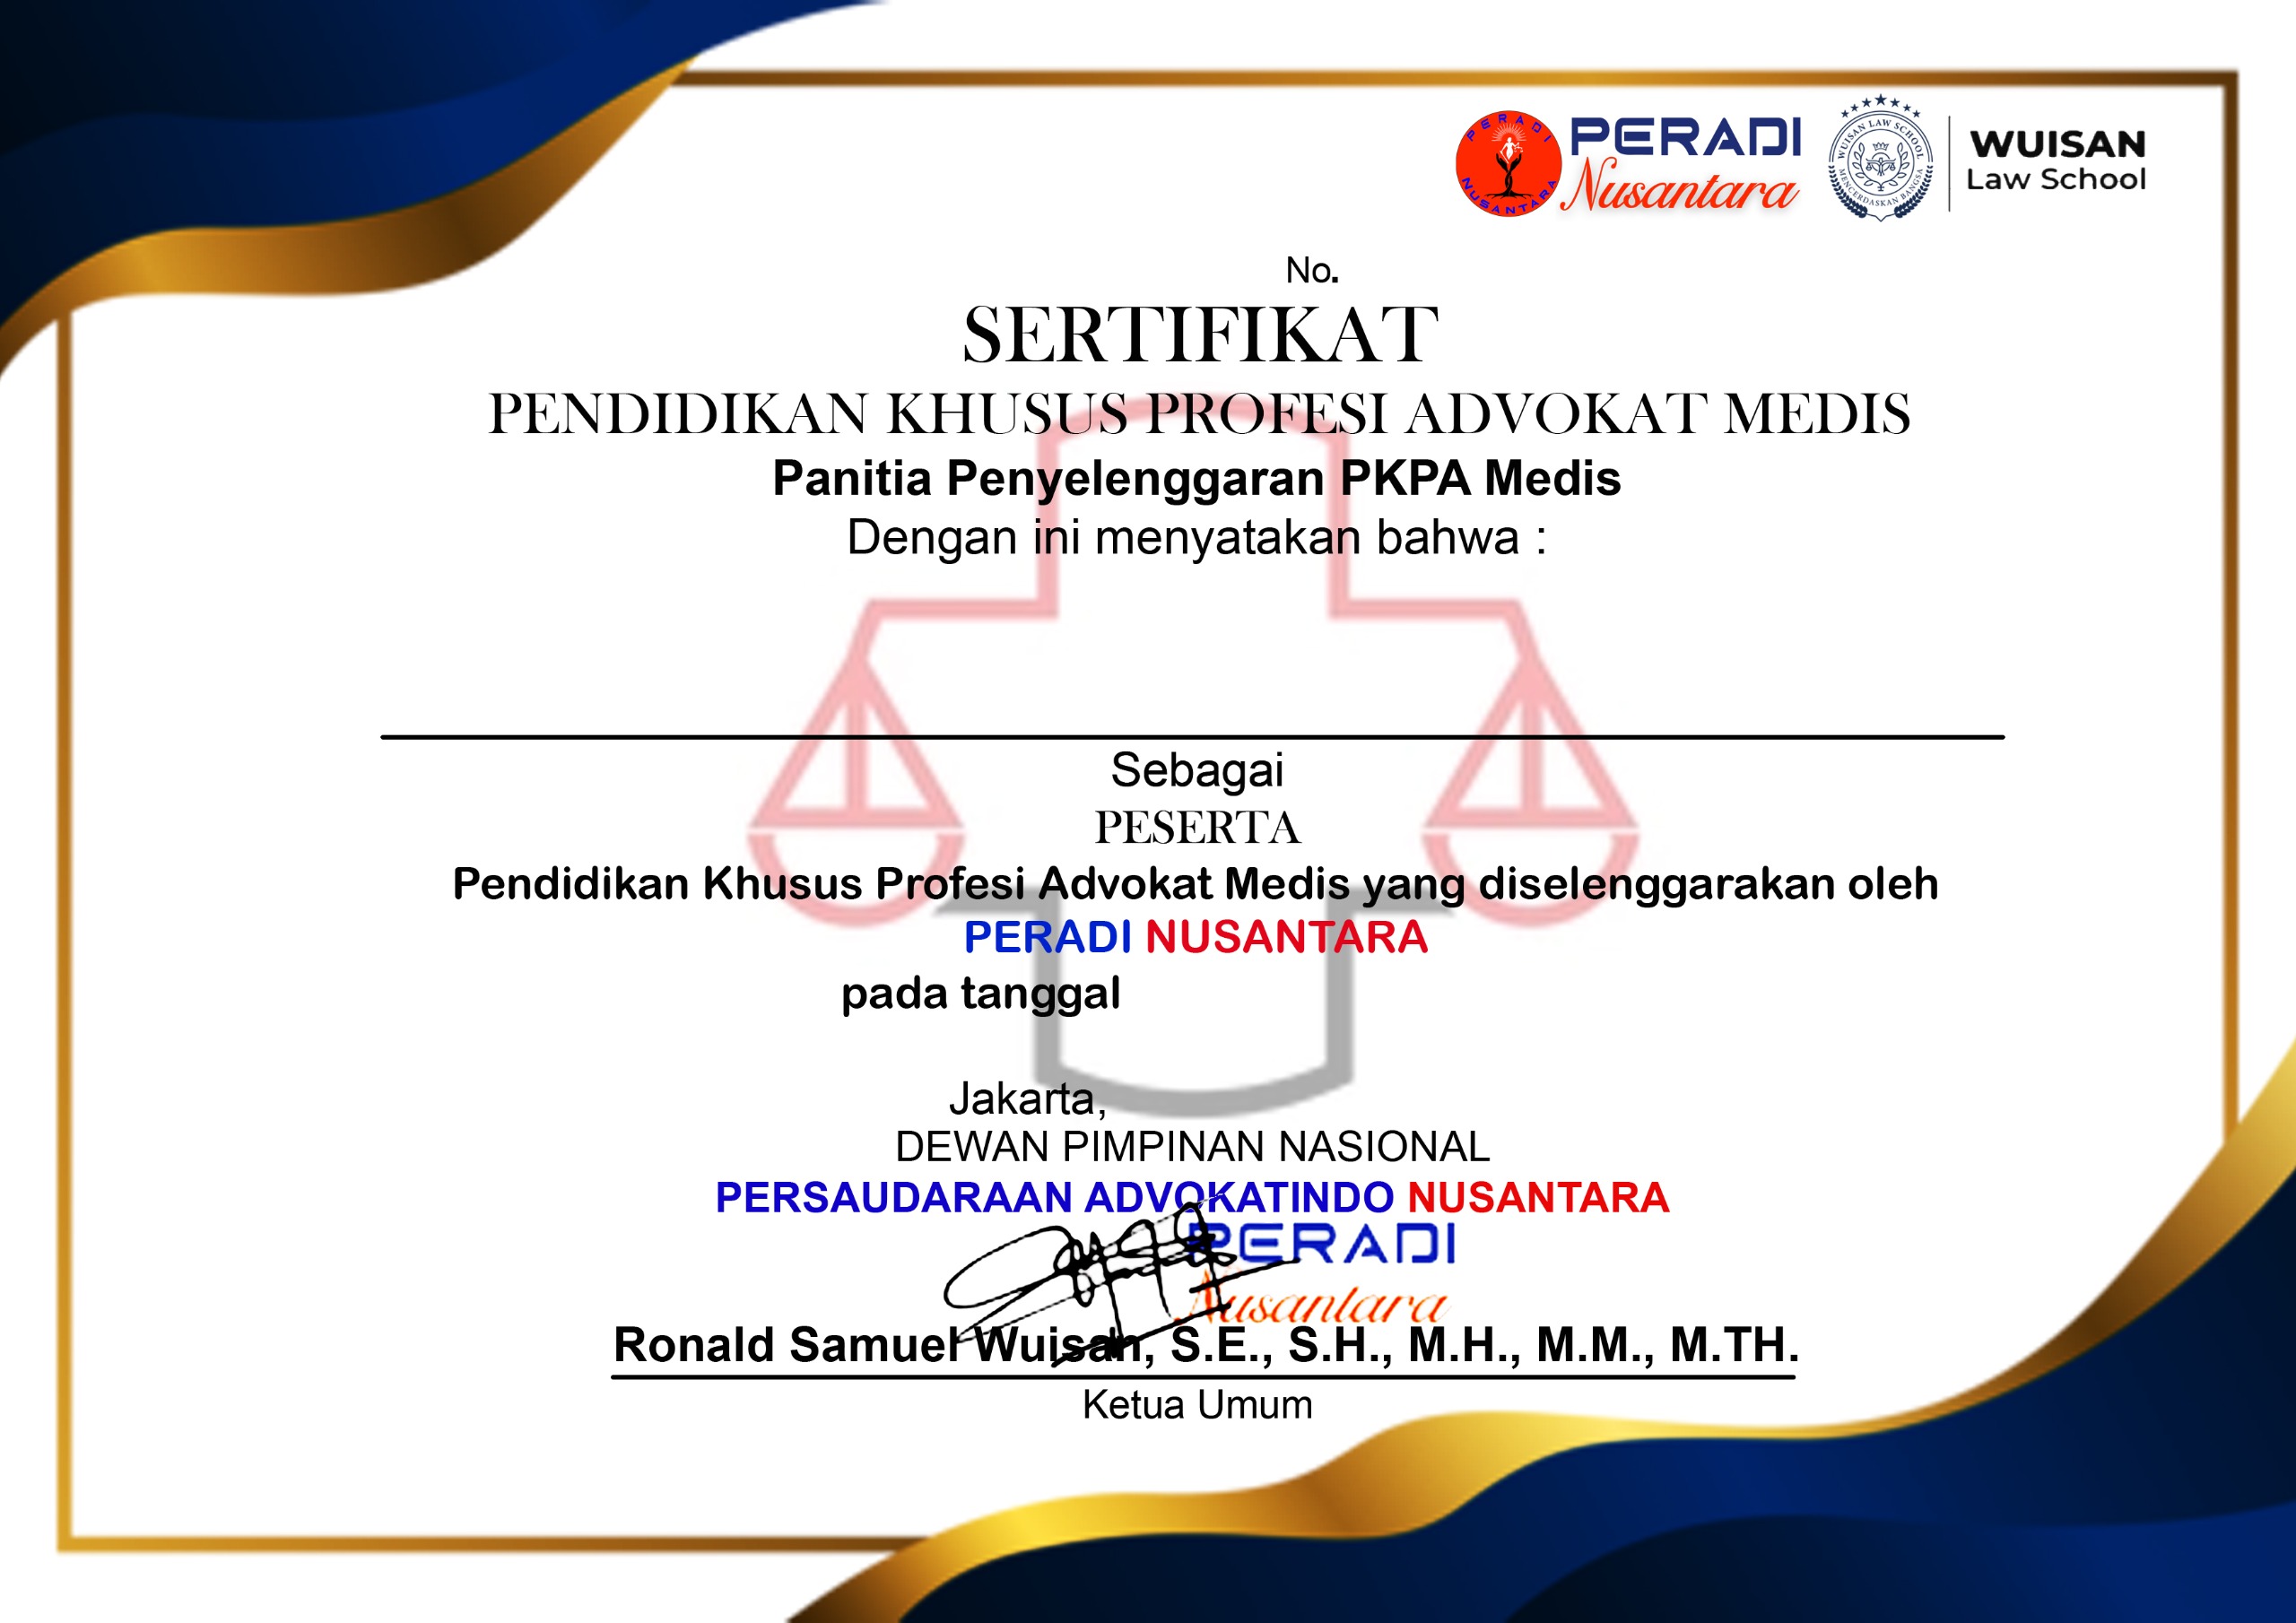 PERADI NUSANTARA
PERADI
Nusantara
WUISAN LAW SCHOOL
MENCERDASKAN BANGSA
WUISAN
Law School
No.
SERTIFIKAT
PENDIDIKAN KHUSUS PROFESI ADVOKAT MEDIS
Panitia Penyelenggaran PKPA Medis
Dengan ini menyatakan bahwa :
Sebagai
PESERTA
Pendidikan Khusus Profesi Advokat Medis yang diselenggarakan oleh
PERADI NUSANTARA
pada tanggal
Jakarta,
DEWAN PIMPINAN NASIONAL
PERSAUDARAAN ADVOKATINDO NUSANTARA
PERADI
Nusantara
Ronald Samuel Wuisan, S.E., S.H., M.H., M.M., M.TH.
Ketua Umum